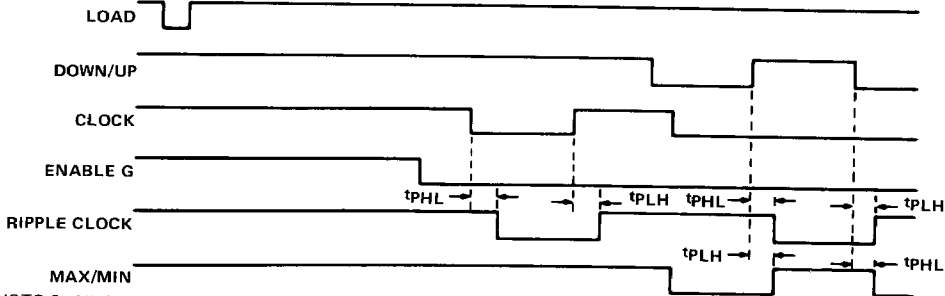 LOAD
DOWN/UP
CLOCK
ENABLE G
tPHL tPLH tPHL tPLH
RIPPLE CLOCK
tPLH tPHL
MAX/MIN